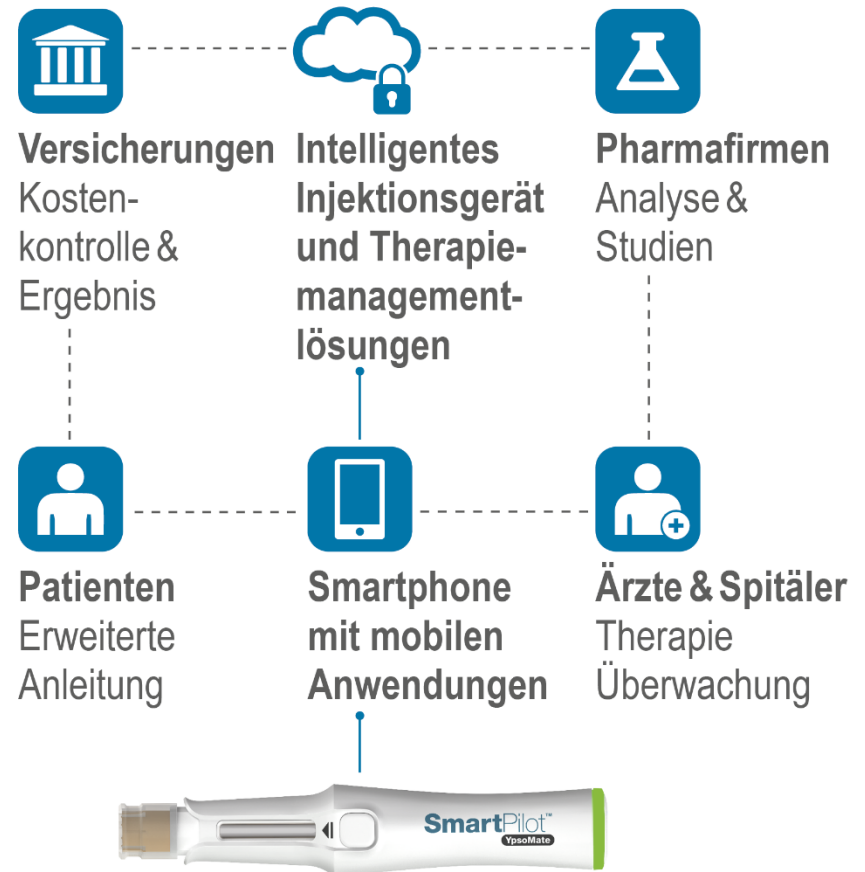 Versicherungen
Kosten-
kontrolle &
Ergebnis
Intelligentes
Injektionsgerät
und Therapie-
management-
lösungen
Pharmafirmen
Analyse &
Studien
Patienten
Erweiterte
Anleitung
Smartphone
mit mobilen
Anwendungen
Ärzte & Spitäler
Therapie
Überwachung
SmartPilot™
YpsoMate